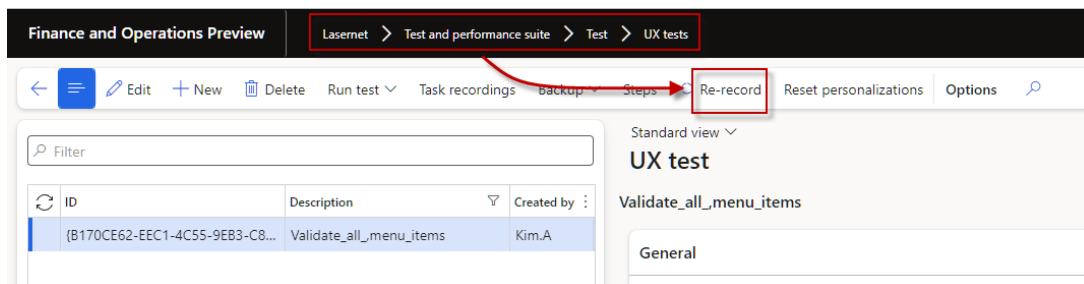 Finance and Operations Preview Lasernet > Test and performance suite > Test > UX tests
Edit New Delete Run test Task recordings Backup Steps Re-record Reset personalizations Options
Standard view
Filter
UX test
ID Description Created by
Validate_all_,menu_items
{B170CE62-EEC1-4C55-9EB3-C8... Validate_all_,menu_items Kim.A
General